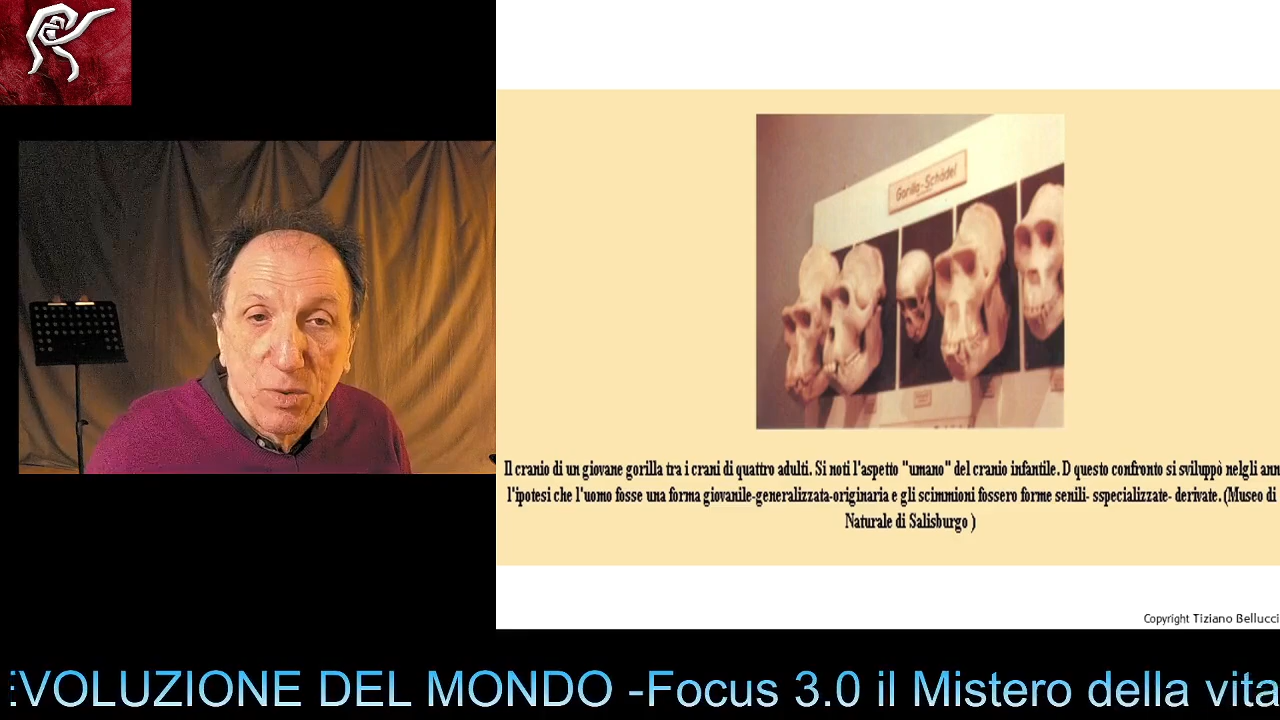 Gorilla-Schädel
Il cranio di un giovane gorilla tra i crani di quattro adulti. Si noti l'aspetto "umano" del cranio infantile. D questo confronto si sviluppò nelgli ann
l'ipotesi che l'uomo fosse una forma giovanile-generalizzata-originaria e gli scimmioni fossero forme senili- sspecializzate- derivate. (Museo di
Naturale di Salisburgo )
Copyright Tiziano Bellucci
EVOLUZIONE DEL MONDO -Focus 3.0 il Mistero della vita